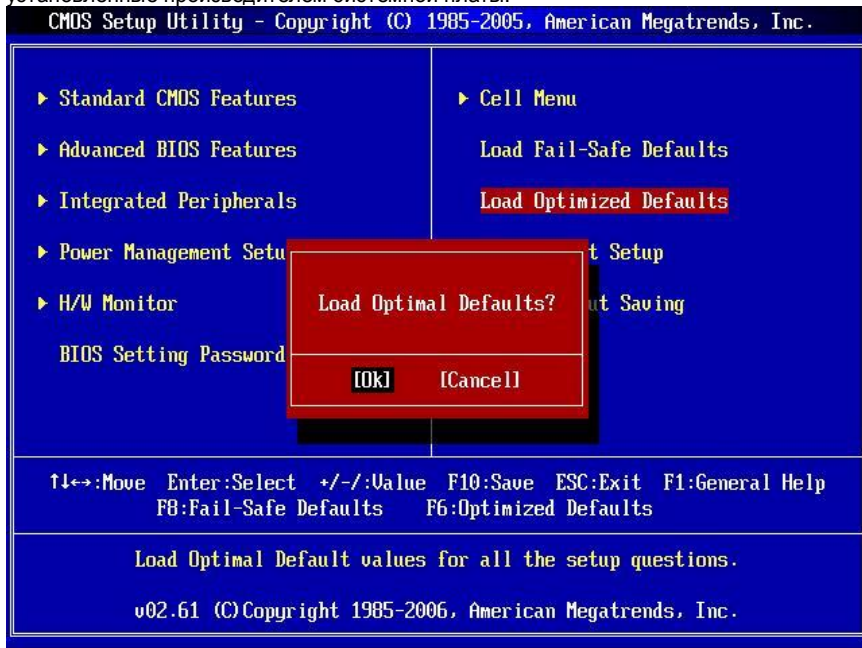 установленные производителем системной платы.
CMOS Setup Utility - Copyright (C) 1985-2005, American Megatrends, Inc.
▶ Standard CMOS Features
▶ Advanced BIOS Features
▶ Integrated Peripherals
▶ Power Management Setu
▶ H/W Monitor
BIOS Setting Password
▶ Cell Menu
Load Fail-Safe Defaults
Load Optimized Defaults
t Setup
ut Saving
Load Optimal Defaults?
[Ok] [Cancel]
↑↓←→:Move Enter:Select +/-/:Value F10:Save ESC:Exit F1:General Help
F8:Fail-Safe Defaults F6:Optimized Defaults
Load Optimal Default values for all the setup questions.
v02.61 (C)Copyright 1985-2006, American Megatrends, Inc.